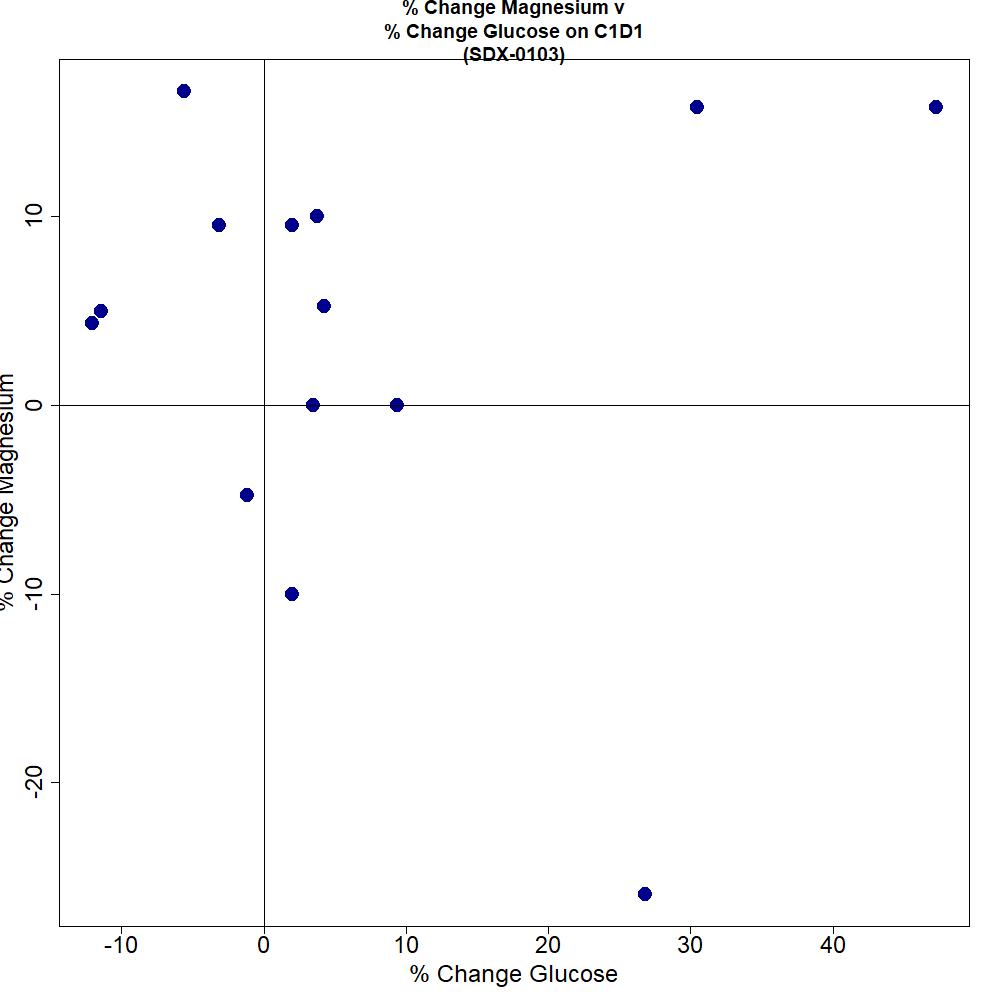 % Change Magnesium v
% Change Glucose on C1D1
(SDX-0103)
% Change Magnesium
10
0
-10
-20
-10
0
10
20
30
40
% Change Glucose